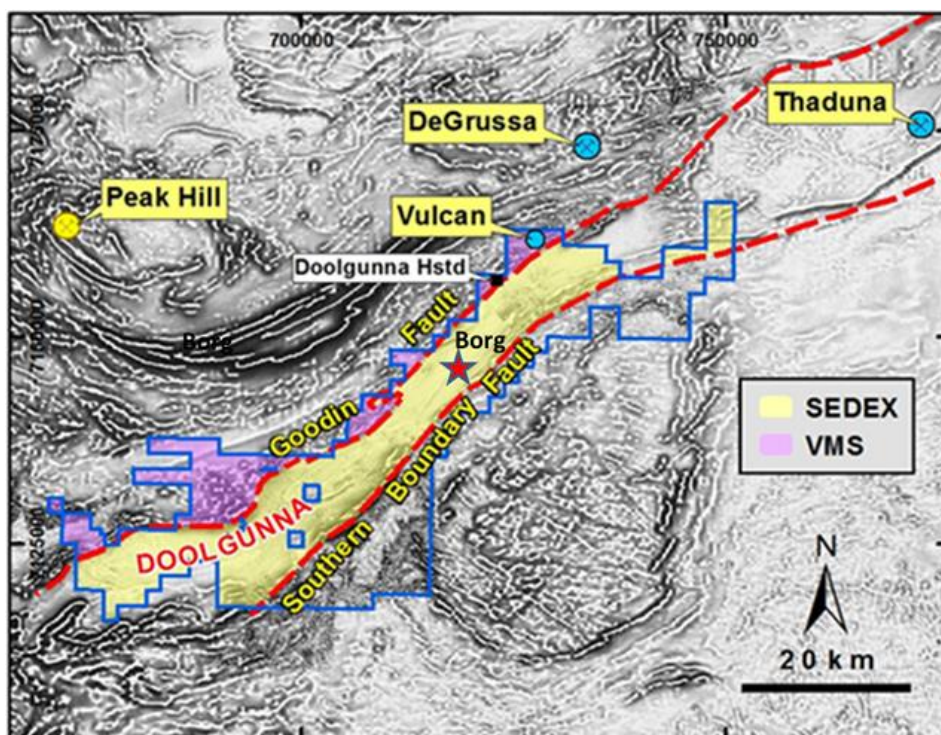 700000
750000
DeGrussa
Thaduna
Peak Hill
Vulcan
Doolgunna Hstd
Fault
Borg
Borg
Goodin
Boundary Fault
Southern
DOOLGUNNA
SEDEX
VMS
N
20 km